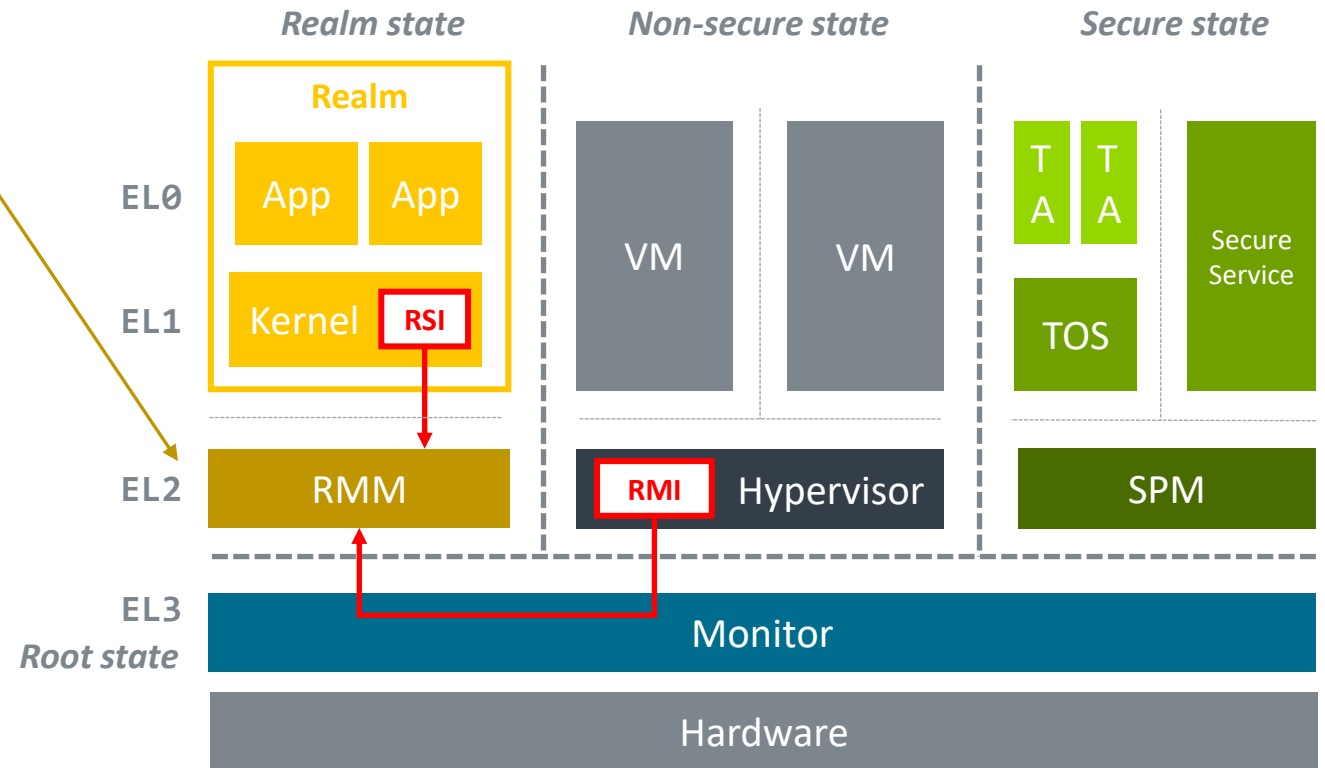 Realm state
Non-secure state
Secure state
Realm
EL0
App
App
VM
VM
T
A
T
A
Secure
Service
EL1
Kernel
RSI
TOS
EL2
RMM
RMI
Hypervisor
SPM
EL3
Root state
Monitor
Hardware